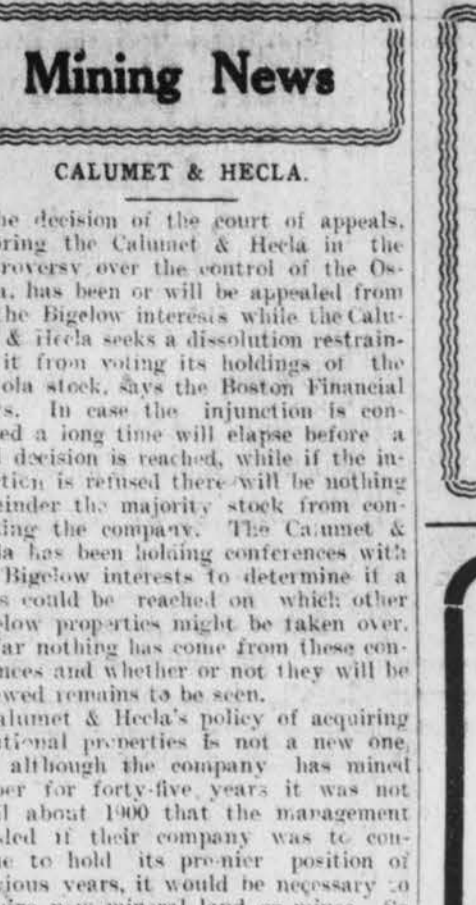 Mining News
CALUMET & HECLA.
he decision of the court of appeals,
oring the Calumet & Hecla in the
roversy over the control of the Os-
a, has been or will be appealed from
he Bigelow interests while the Calu-
& Hecla seeks a dissolution restrain-
it from voting its holdings of the
ola stock, says the Boston Financial
s. In case the injunction is con-
ed a long time will elapse before a
l decision is reached, while if the in-
tion is refused there will be nothing
inder the majority stock from con-
ing the company. The Calumet &
la has been holding conferences with
Bigelow interests to determine if a
s could be reached on which other
elow properties might be taken over.
ar nothing has come from these con-
nces and whether or not they will be
wed remains to be seen.
alumet & Hecla's policy of acquiring
tional properties is not a new one,
although the company has mined
er for forty-five years it was not
l about 1900 that the management
ded if their company was to con-
e to hold its premier position of
ious years, it would be necessary to
new mineral land or mines.